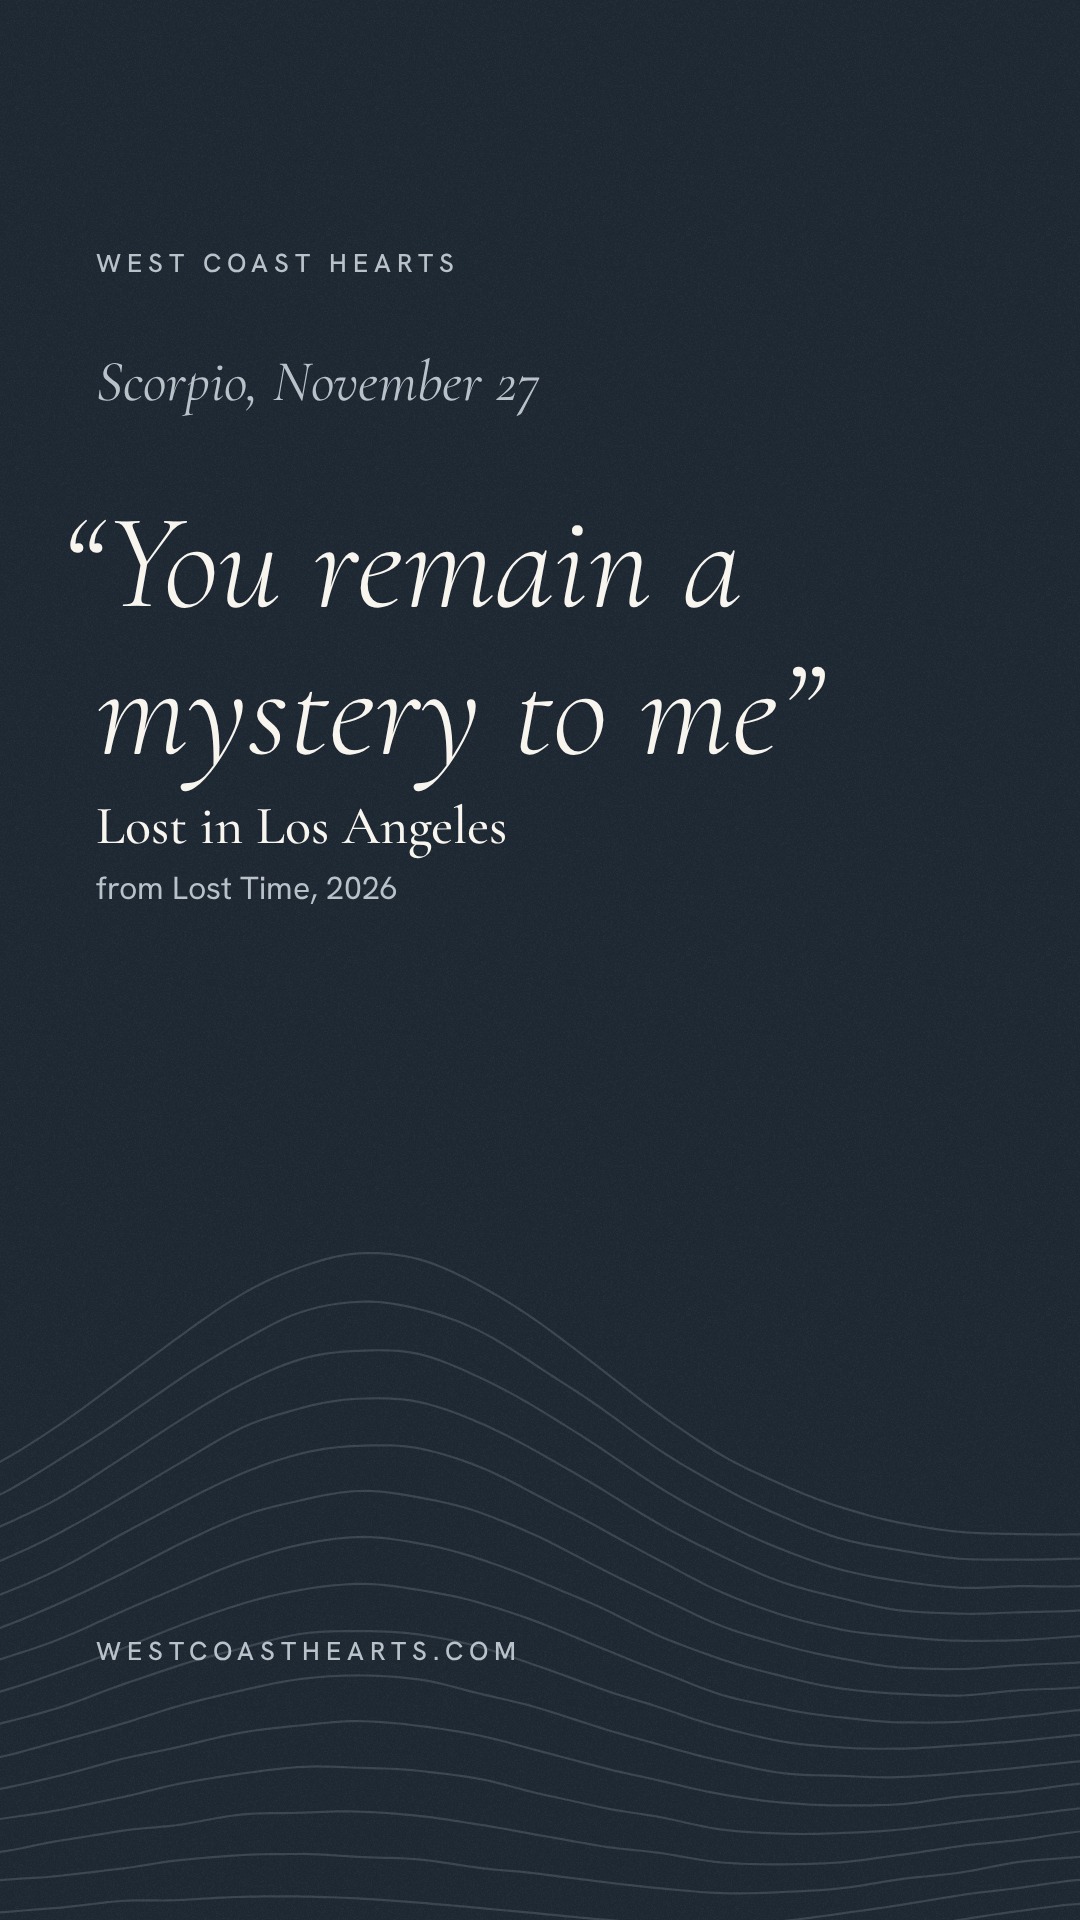 WEST COAST HEARTS
Scorpio, November 27
“You remain a
mystery to me”
Lost in Los Angeles
from Lost Time, 2026
WESTCOASTHEARTS.COM